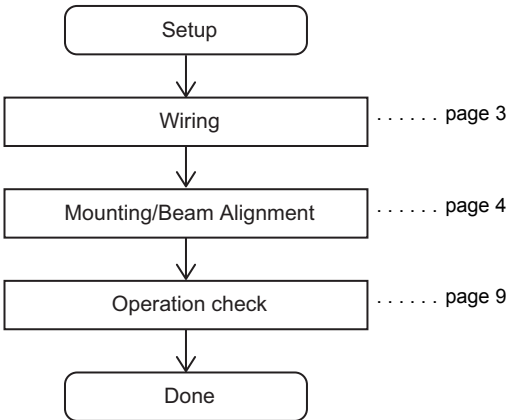 Setup
Wiring . . . . . . page 3
Mounting/Beam Alignment . . . . . . page 4
Operation check . . . . . . page 9
Done